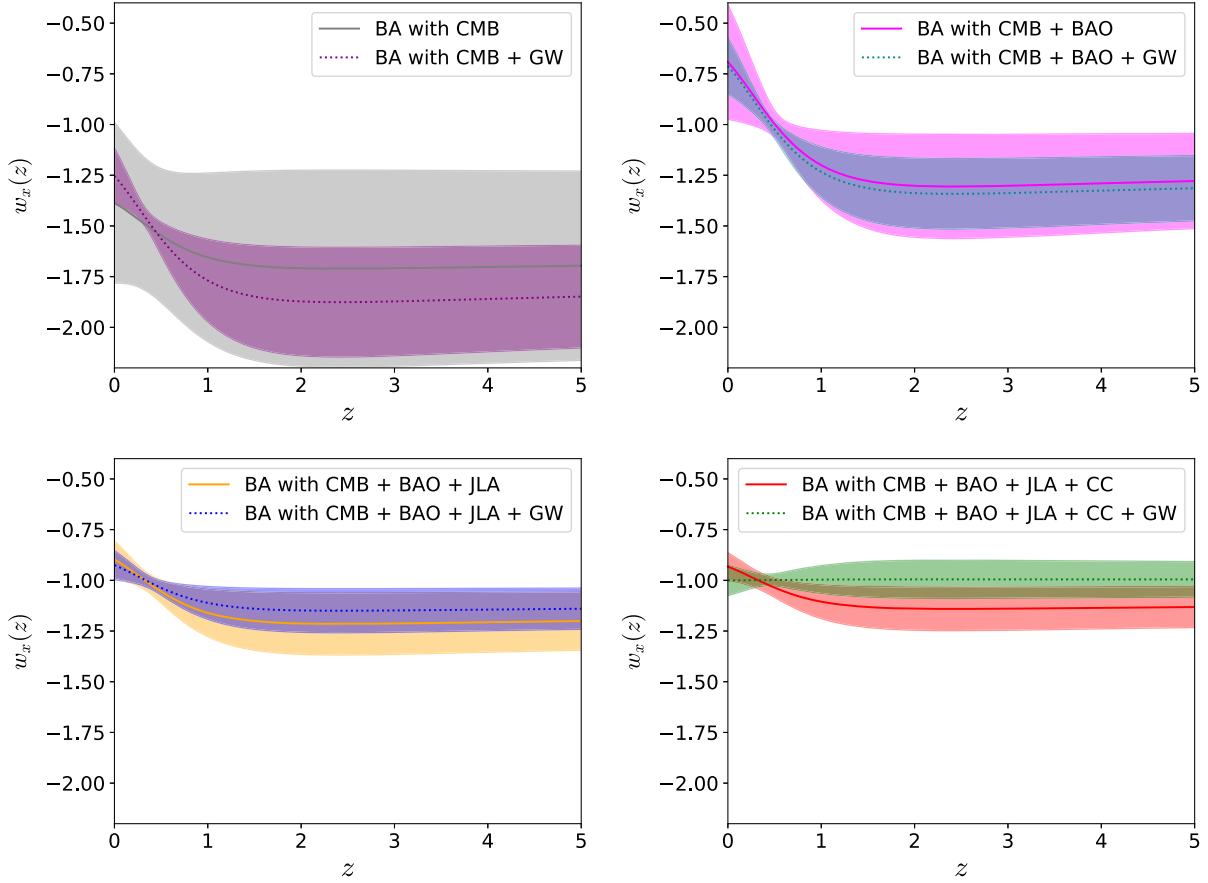 BA with CMB
BA with CMB + GW
−0.50
−0.75
−1.00
−1.25
−1.50
−1.75
−2.00
w_x(z)
0 1 2 3 4 5
z
BA with CMB + BAO
BA with CMB + BAO + GW
−0.50
−0.75
−1.00
−1.25
−1.50
−1.75
−2.00
w_x(z)
0 1 2 3 4 5
z
BA with CMB + BAO + JLA
BA with CMB + BAO + JLA + GW
−0.50
−0.75
−1.00
−1.25
−1.50
−1.75
−2.00
w_x(z)
0 1 2 3 4 5
z
BA with CMB + BAO + JLA + CC
BA with CMB + BAO + JLA + CC + GW
−0.50
−0.75
−1.00
−1.25
−1.50
−1.75
−2.00
w_x(z)
0 1 2 3 4 5
z